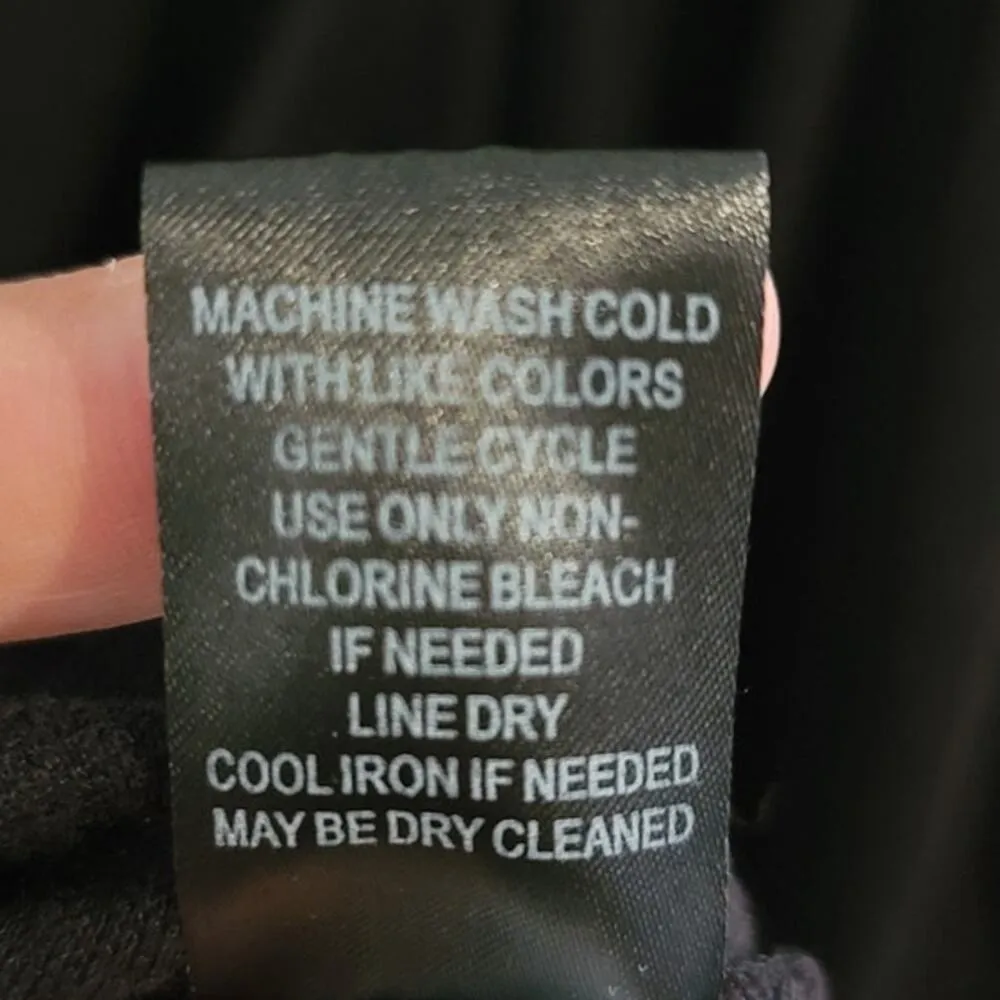 MACHINE WASH COLD
WITH LIKE COLORS
GENTLE CYCLE
USE ONLY NON-
CHLORINE BLEACH
IF NEEDED
LINE DRY
COOL IRON IF NEEDED
MAY BE DRY CLEANED